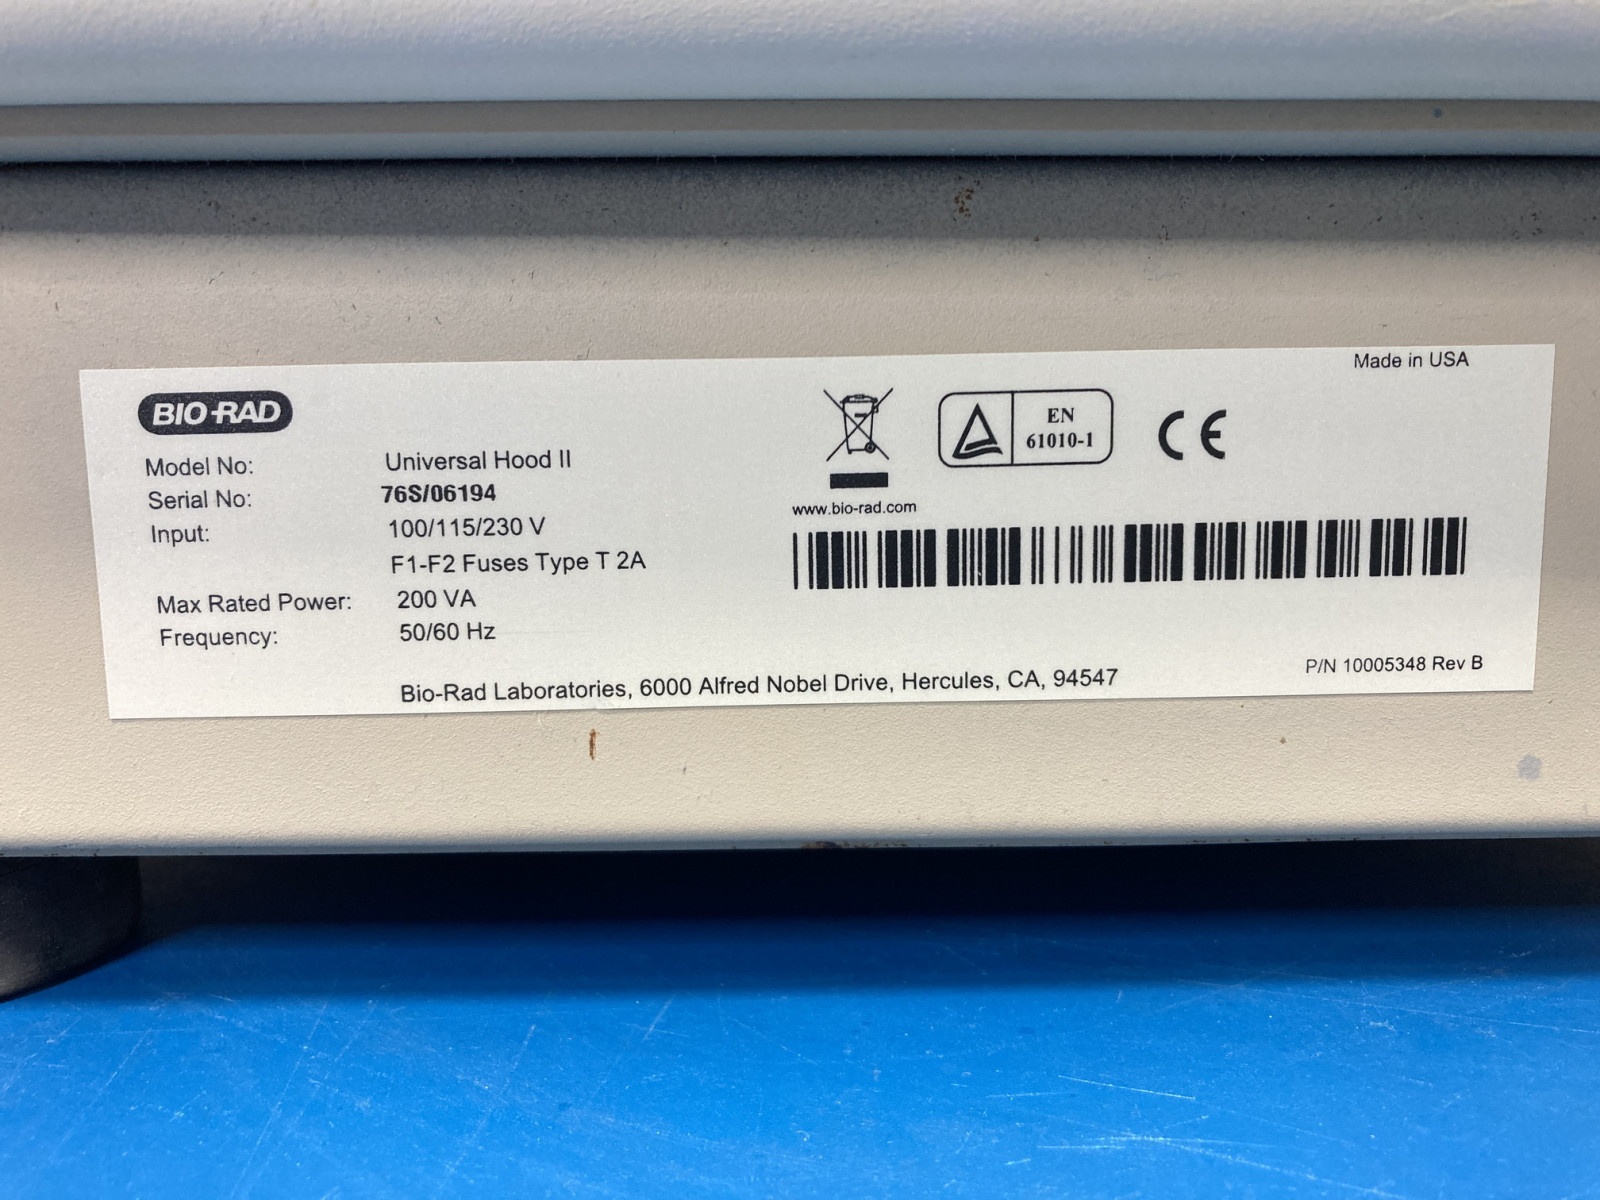 Made in USA
BIO-RAD
Model No: Universal Hood II
Serial No: 76S/06194
Input: 100/115/230 V
F1-F2 Fuses Type T 2A
Max Rated Power: 200 VA
Frequency: 50/60 Hz
EN
61010-1
CE
www.bio-rad.com
P/N 10005348 Rev B
Bio-Rad Laboratories, 6000 Alfred Nobel Drive, Hercules, CA, 94547